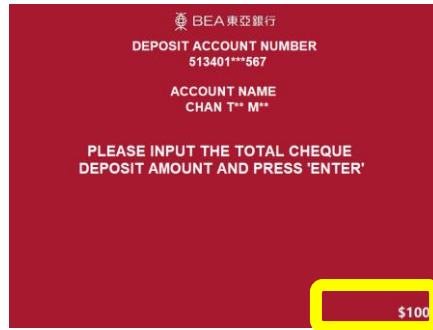 BEA東亞銀行
DEPOSIT ACCOUNT NUMBER
513401***567
ACCOUNT NAME
CHAN T** M**
PLEASE INPUT THE TOTAL CHEQUE
DEPOSIT AMOUNT AND PRESS 'ENTER'
$100